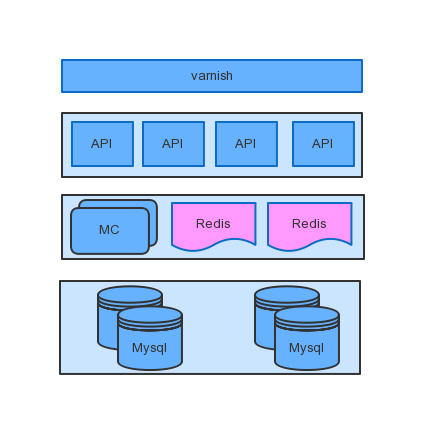 varnish
API API API API
MC Redis Redis
Mysql Mysql